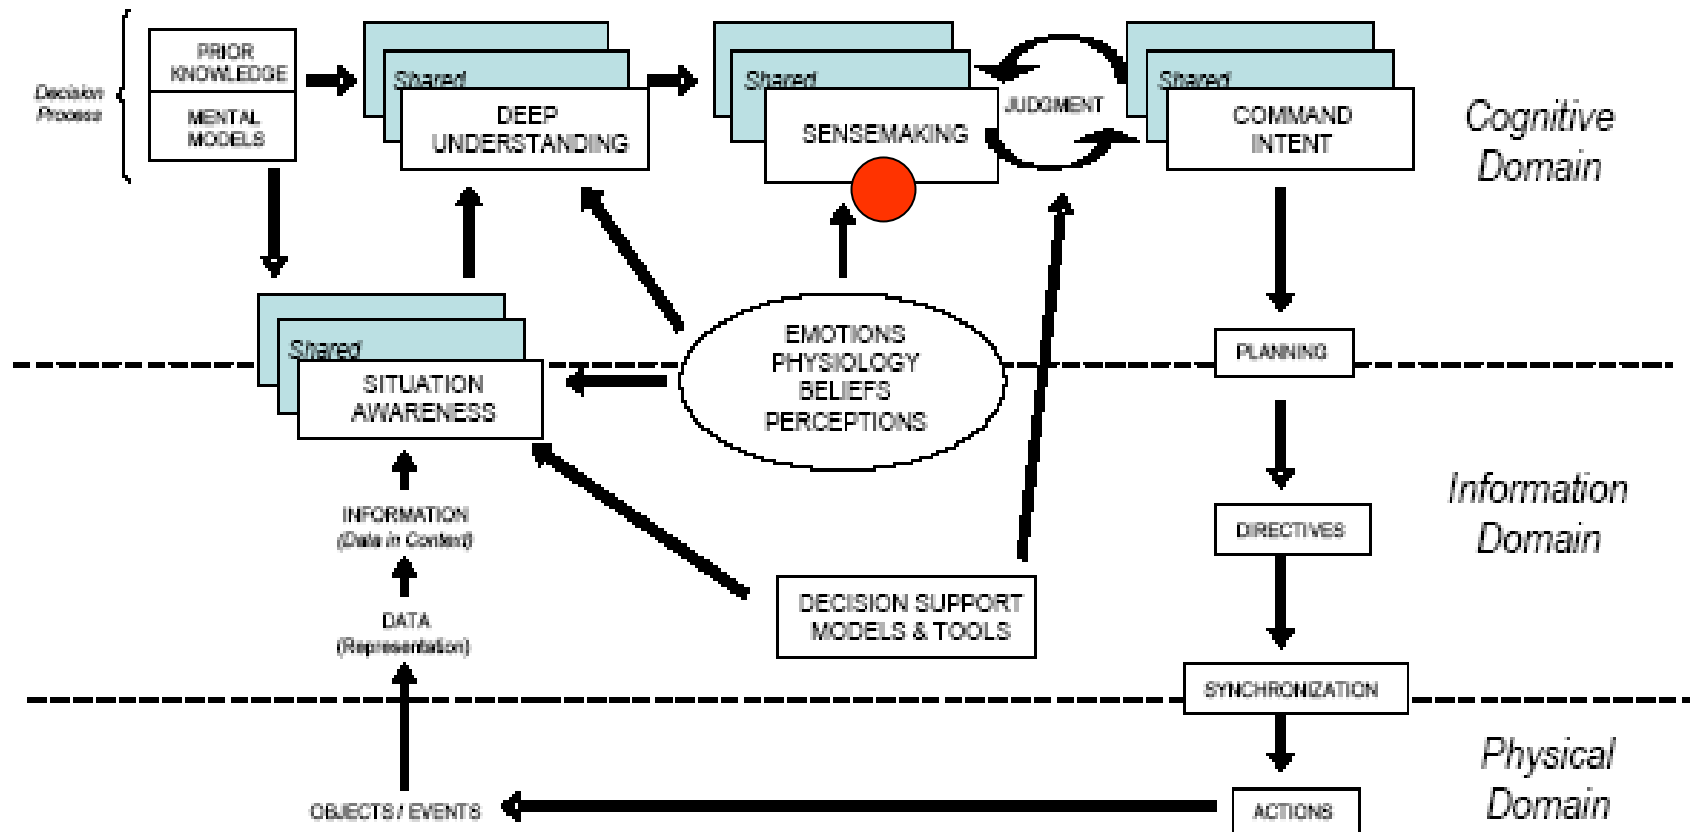 Decision
Process
PRIOR
KNOWLEDGE
MENTAL
MODELS
Shared
DEEP
UNDERSTANDING
Shared
SENSEMAKING
JUDGMENT
Shared
COMMAND
INTENT
Cognitive
Domain
Shared
SITUATION
AWARENESS
EMOTIONS
PHYSIOLOGY
BELIEFS
PERCEPTIONS
PLANNING
INFORMATION
(Data in Context)
DIRECTIVES
Information
Domain
DATA
(Representation)
DECISION SUPPORT
MODELS & TOOLS
SYNCHRONIZATION
OBJECTS / EVENTS
ACTIONS
Physical
Domain